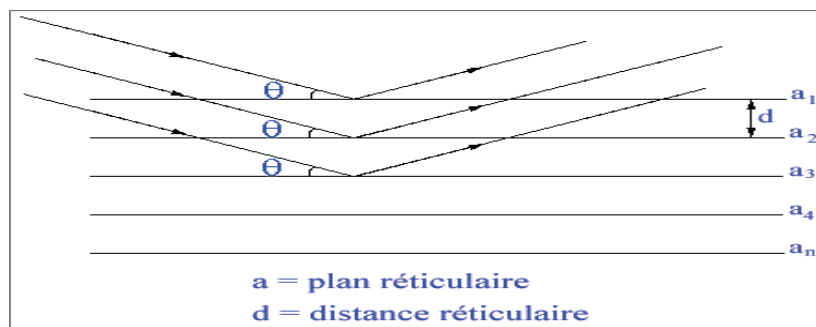 θ a₁
d
θ a₂
θ a₃
a₄
aₙ
a = plan réticulaire
d = distance réticulaire